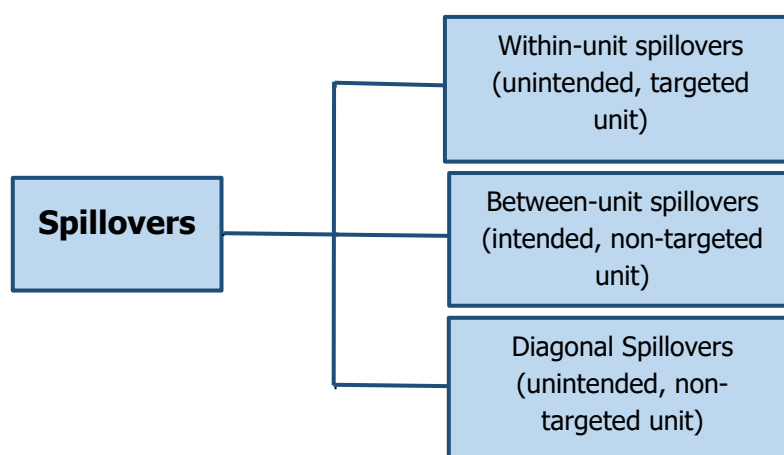 Spillovers
Within-unit spillovers
(unintended, targeted
unit)
Between-unit spillovers
(intended, non-targeted
unit)
Diagonal Spillovers
(unintended, non-
targeted unit)